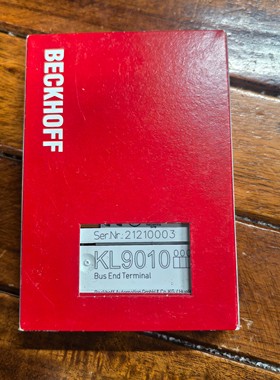 BECKHOFF
Ser.Nr. 21210003
KL9010
Bus End Terminal